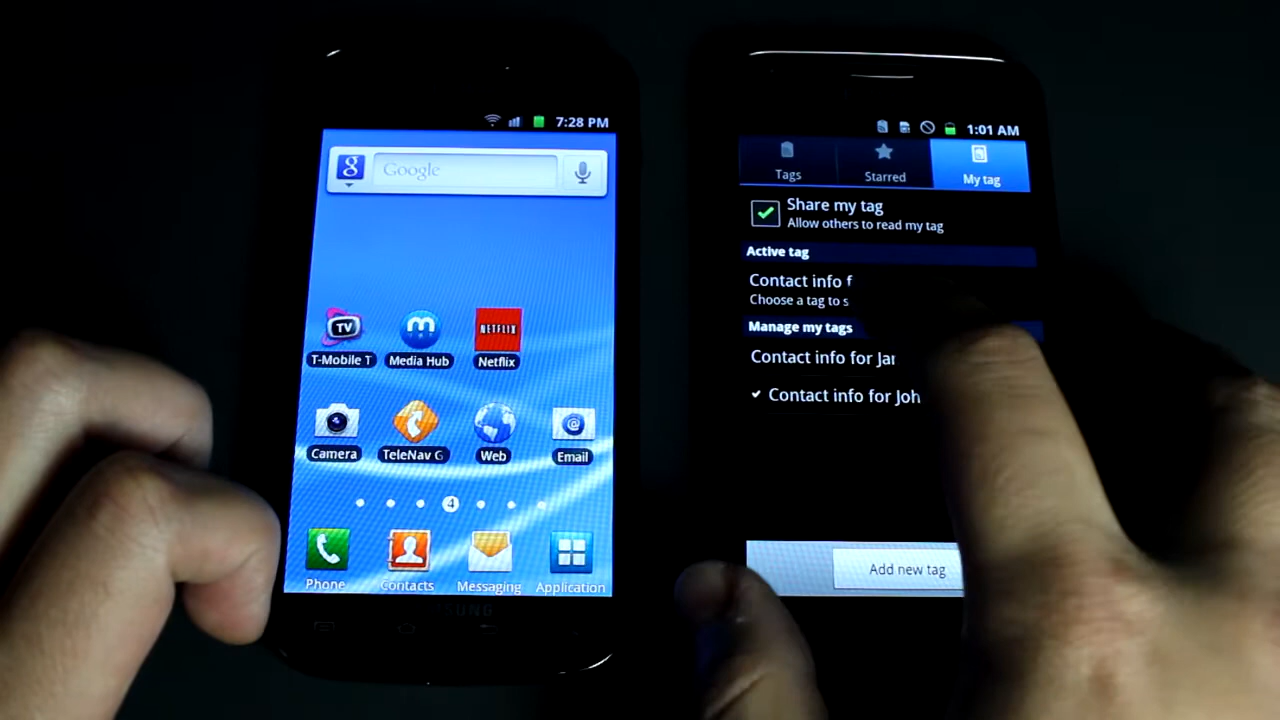 7:28 PM
Google
T-Mobile T
Media Hub
NETFLIX
Netflix
Camera
TeleNav G
Web
Email
4
Phone
Contacts
Messaging
Application
1:01 AM
Tags
Starred
My tag
Share my tag
Allow others to read my tag
Active tag
Contact info f
Choose a tag to s
Manage my tags
Contact info for Jar
Contact info for Joh
Add new tag